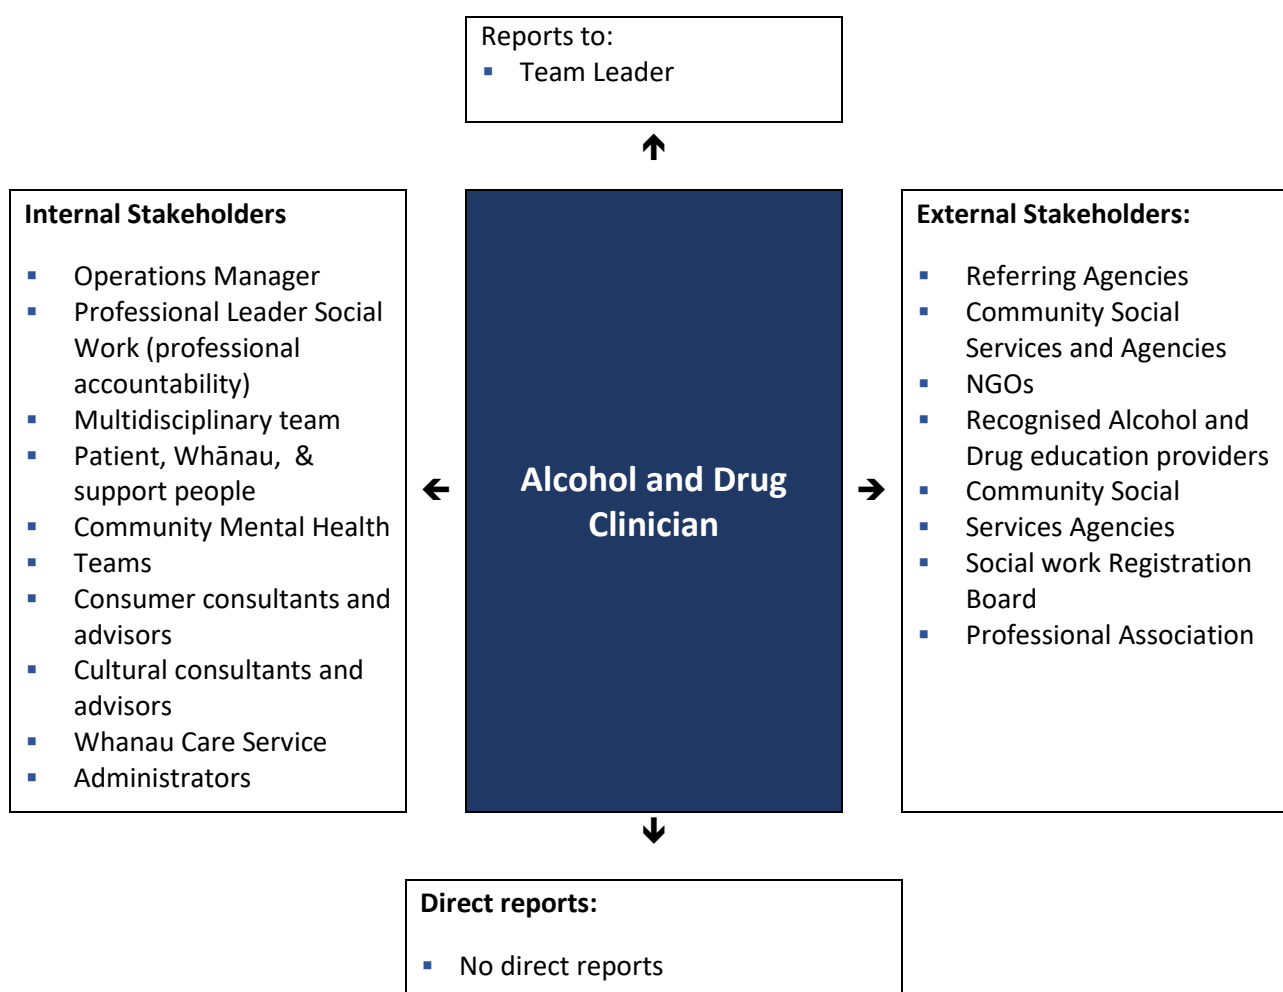 Reports to:
▪ Team Leader
Internal Stakeholders
▪ Operations Manager
▪ Professional Leader Social
Work (professional
accountability)
▪ Multidisciplinary team
▪ Patient, Whānau, &
support people
▪ Community Mental Health
▪ Teams
▪ Consumer consultants and
advisors
▪ Cultural consultants and
advisors
▪ Whanau Care Service
▪ Administrators
Alcohol and Drug
Clinician
External Stakeholders:
▪ Referring Agencies
▪ Community Social
Services and Agencies
▪ NGOs
▪ Recognised Alcohol and
Drug education providers
▪ Community Social
▪ Services Agencies
▪ Social work Registration
Board
▪ Professional Association
Direct reports:
▪ No direct reports